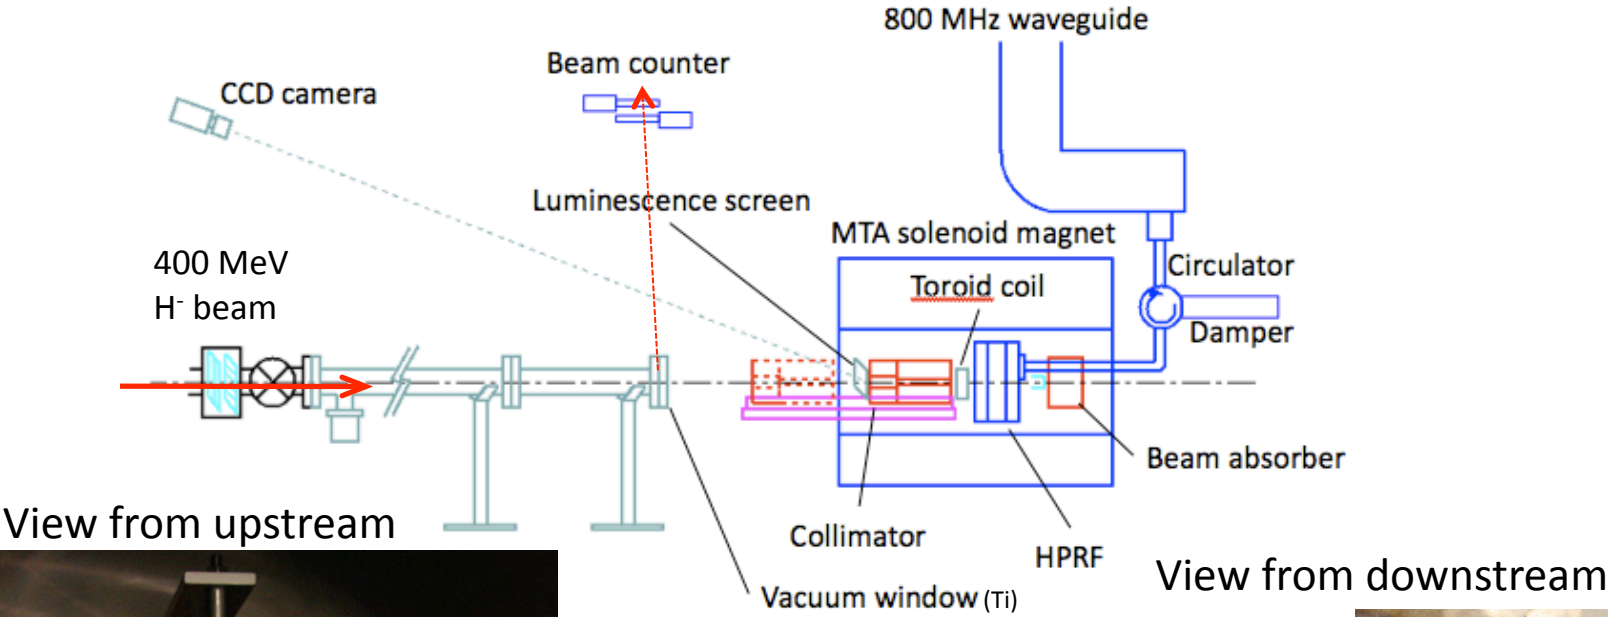 800 MHz waveguide
Beam counter
CCD camera
Luminescence screen
MTA solenoid magnet
400 MeV
H- beam
Toroid coil
Circulator
Damper
Beam absorber
View from upstream
Collimator
HPRF
View from downstream
Vacuum window (Ti)